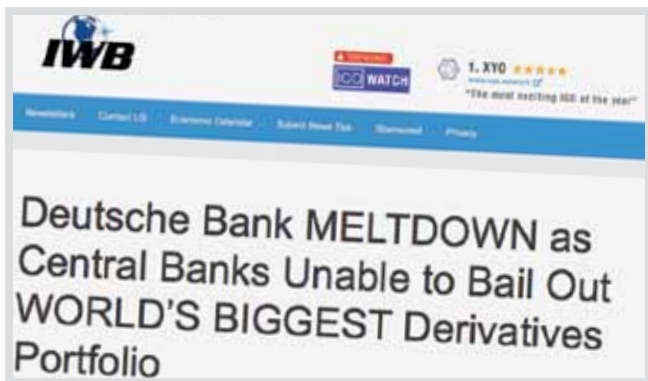 IWB
ICO WATCH
1. XYO
"The most exciting ICO of the year"
Newsletters Contact US Economic Calendar Submit News Tips Sponsored Privacy
Deutsche Bank MELTDOWN as
Central Banks Unable to Bail Out
WORLD'S BIGGEST Derivatives
Portfolio